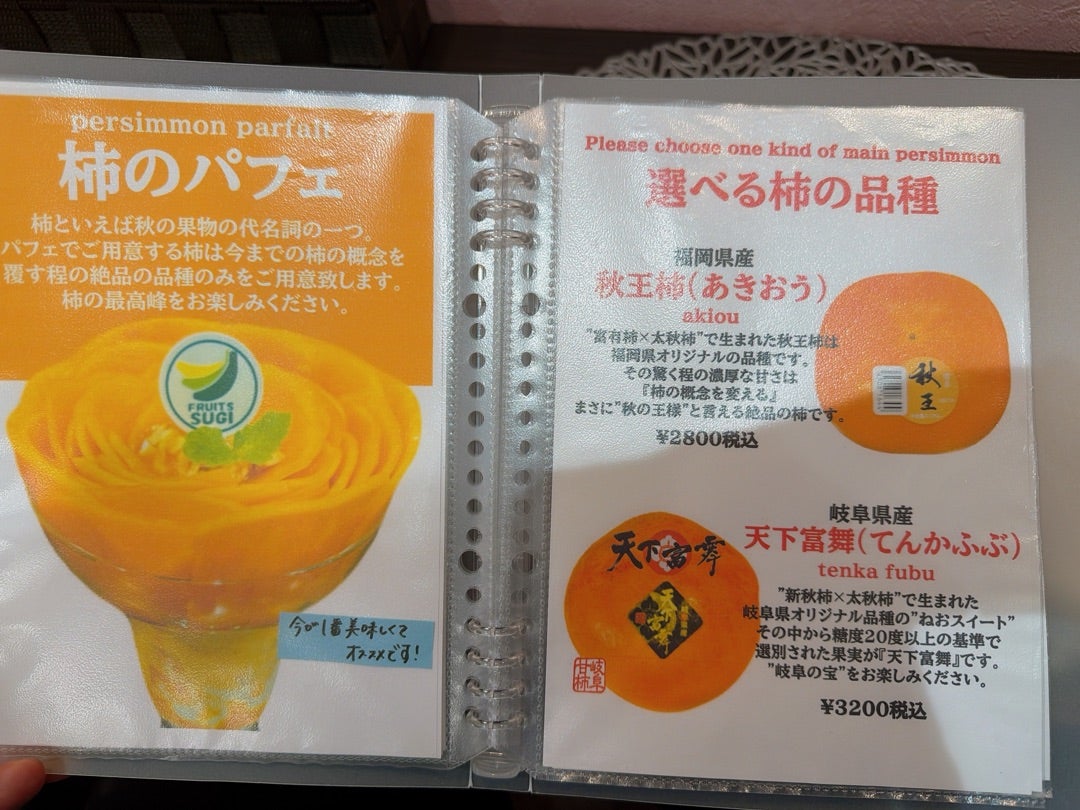 persimmon parfait
柿のパフェ
柿といえば秋の果物の代名詞の一つ。
パフェでご用意する柿は今までの柿の概念を
覆す程の絶品の品種のみをご用意致します。
柿の最高峰をお楽しみください。
FRUITS
SUGI
今が1番美味しくて
オススメです!
Please choose one kind of main persimmon
選べる柿の品種
福岡県産
秋王柿(あきおう)
akiou
"富有柿×太秋柿"で生まれた秋王柿は
福岡県オリジナルの品種です。
その驚く程の濃厚な甘さは
『柿の概念を変える』
まさに"秋の王様"と言える絶品の柿です。
¥2800税込
秋
王
岐阜県産
天下富舞(てんかふぶ)
tenka fubu
"新秋柿×太秋柿"で生まれた
岐阜県オリジナル品種の"ねおスイート"
その中から糖度20度以上の基準で
選別された果実が『天下富舞』です。
"岐阜の宝"をお楽しみください。
¥3200税込
天下富舞
天下富舞
岐阜
甘柿